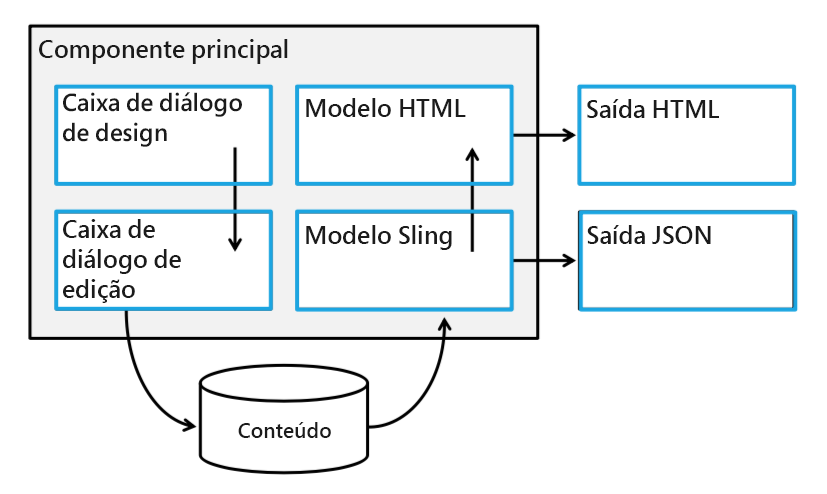 Componente principal
Caixa de diálogo
de design
Modelo HTML
Saída HTML
Caixa de
diálogo de
edição
Modelo Sling
Saída JSON
Conteúdo